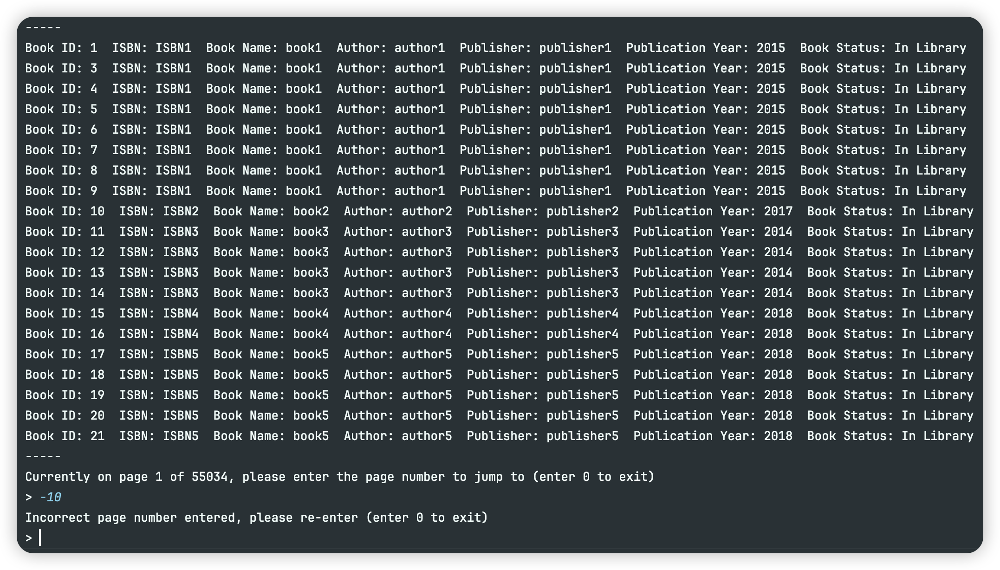 -----
Book ID: 1  ISBN: ISBN1  Book Name: book1  Author: author1  Publisher: publisher1  Publication Year: 2015  Book Status: In Library
Book ID: 3  ISBN: ISBN1  Book Name: book1  Author: author1  Publisher: publisher1  Publication Year: 2015  Book Status: In Library
Book ID: 4  ISBN: ISBN1  Book Name: book1  Author: author1  Publisher: publisher1  Publication Year: 2015  Book Status: In Library
Book ID: 5  ISBN: ISBN1  Book Name: book1  Author: author1  Publisher: publisher1  Publication Year: 2015  Book Status: In Library
Book ID: 6  ISBN: ISBN1  Book Name: book1  Author: author1  Publisher: publisher1  Publication Year: 2015  Book Status: In Library
Book ID: 7  ISBN: ISBN1  Book Name: book1  Author: author1  Publisher: publisher1  Publication Year: 2015  Book Status: In Library
Book ID: 8  ISBN: ISBN1  Book Name: book1  Author: author1  Publisher: publisher1  Publication Year: 2015  Book Status: In Library
Book ID: 9  ISBN: ISBN1  Book Name: book1  Author: author1  Publisher: publisher1  Publication Year: 2015  Book Status: In Library
Book ID: 10  ISBN: ISBN2  Book Name: book2  Author: author2  Publisher: publisher2  Publication Year: 2017  Book Status: In Library
Book ID: 11  ISBN: ISBN3  Book Name: book3  Author: author3  Publisher: publisher3  Publication Year: 2014  Book Status: In Library
Book ID: 12  ISBN: ISBN3  Book Name: book3  Author: author3  Publisher: publisher3  Publication Year: 2014  Book Status: In Library
Book ID: 13  ISBN: ISBN3  Book Name: book3  Author: author3  Publisher: publisher3  Publication Year: 2014  Book Status: In Library
Book ID: 14  ISBN: ISBN3  Book Name: book3  Author: author3  Publisher: publisher3  Publication Year: 2014  Book Status: In Library
Book ID: 15  ISBN: ISBN4  Book Name: book4  Author: author4  Publisher: publisher4  Publication Year: 2018  Book Status: In Library
Book ID: 16  ISBN: ISBN4  Book Name: book4  Author: author4  Publisher: publisher4  Publication Year: 2018  Book Status: In Library
Book ID: 17  ISBN: ISBN5  Book Name: book5  Author: author5  Publisher: publisher5  Publication Year: 2018  Book Status: In Library
Book ID: 18  ISBN: ISBN5  Book Name: book5  Author: author5  Publisher: publisher5  Publication Year: 2018  Book Status: In Library
Book ID: 19  ISBN: ISBN5  Book Name: book5  Author: author5  Publisher: publisher5  Publication Year: 2018  Book Status: In Library
Book ID: 20  ISBN: ISBN5  Book Name: book5  Author: author5  Publisher: publisher5  Publication Year: 2018  Book Status: In Library
Book ID: 21  ISBN: ISBN5  Book Name: book5  Author: author5  Publisher: publisher5  Publication Year: 2018  Book Status: In Library
-----
Currently on page 1 of 55034, please enter the page number to jump to (enter 0 to exit)
> -10
Incorrect page number entered, please re-enter (enter 0 to exit)
>